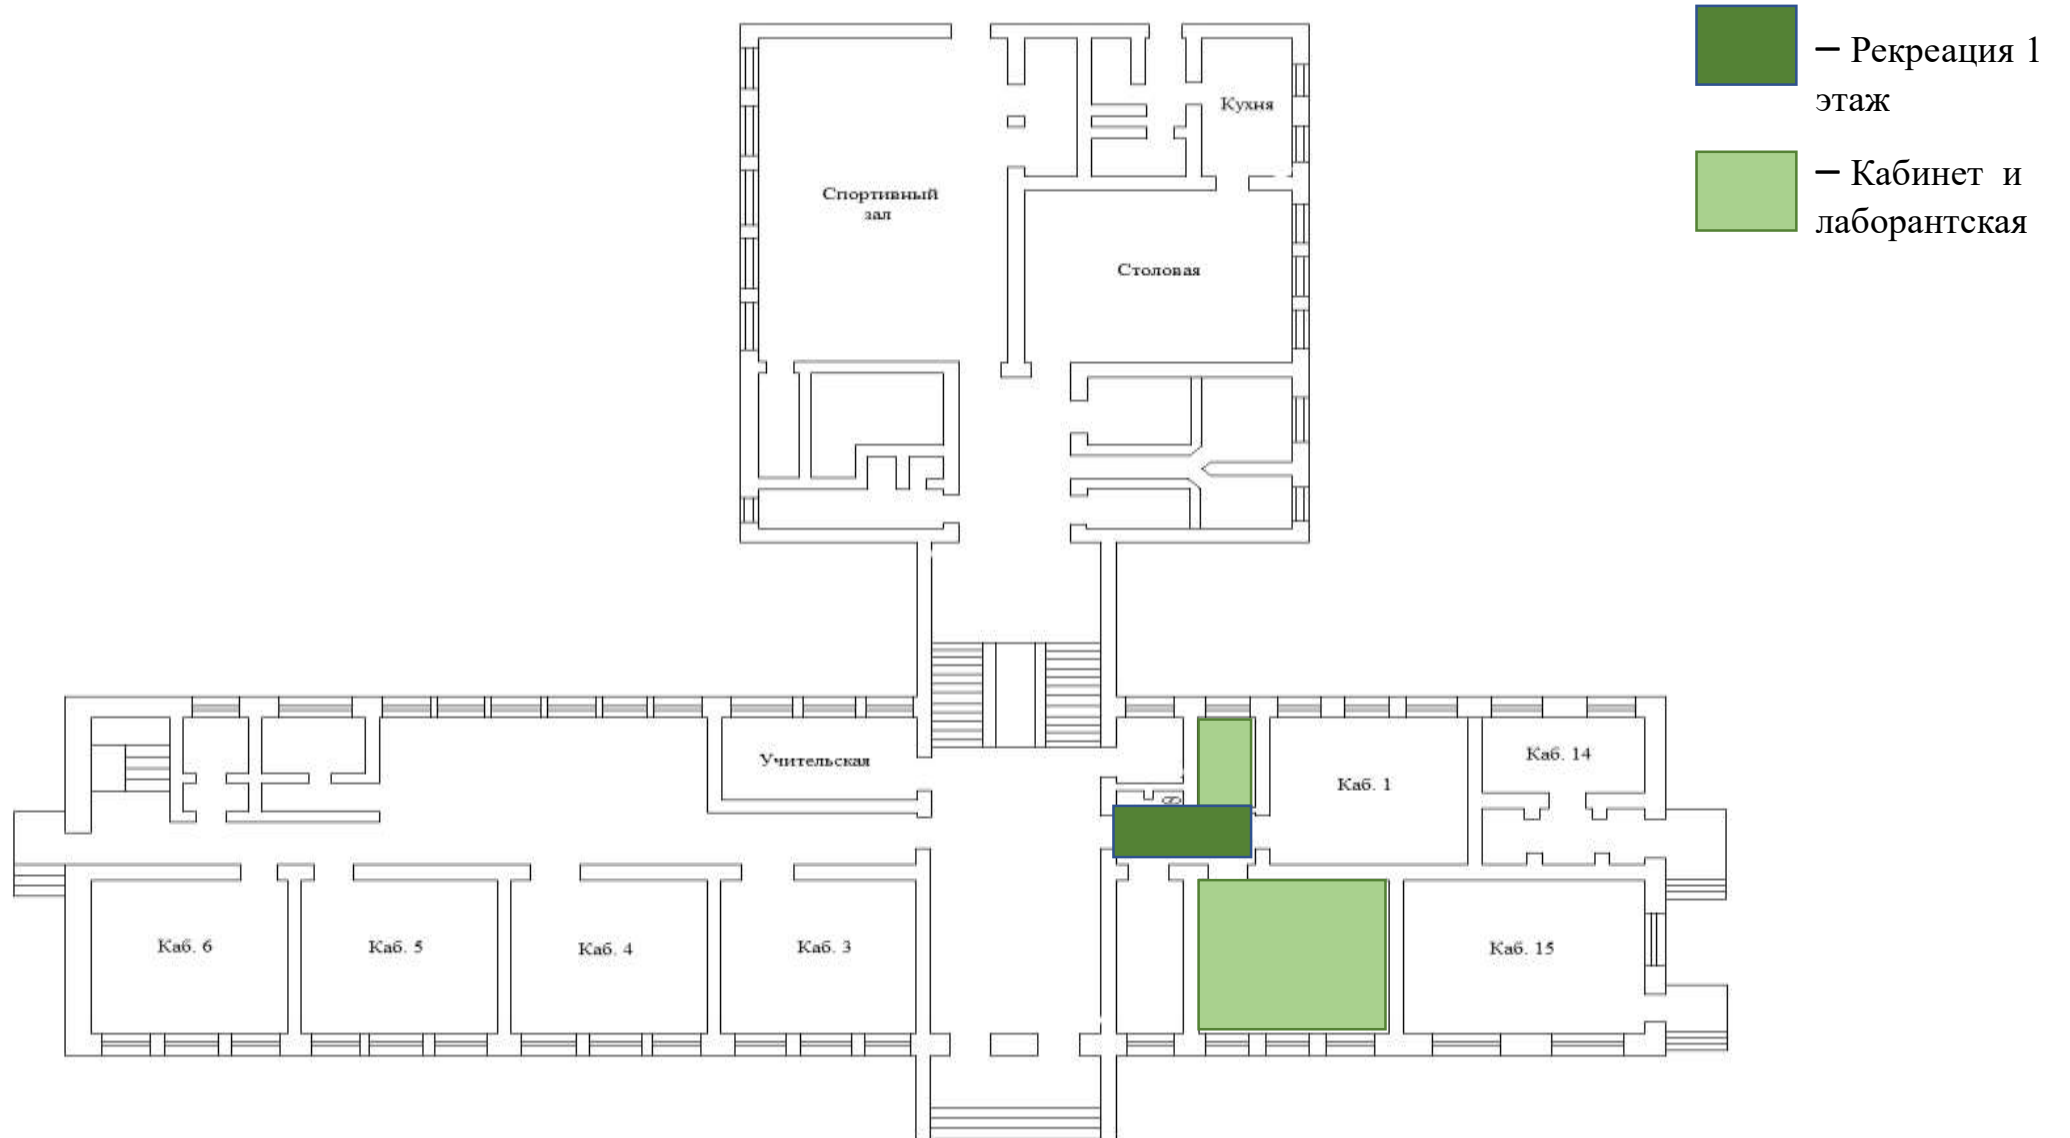 – Рекреация 1
этаж
– Кабинет и
лаборантская
Кухня
Спортивный
зал
Столовая
Учительская
Каб. 14
Каб. 1
Каб. 6
Каб. 5
Каб. 4
Каб. 3
Каб. 15